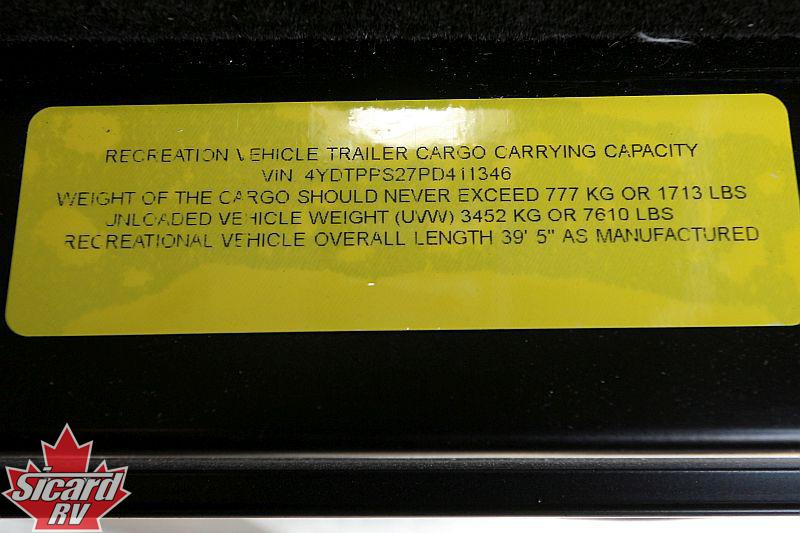 RECREATION VEHICLE TRAILER CARGO CARRYING CAPACITY
VIN 4YDTPPS27PD411346
WEIGHT OF THE CARGO SHOULD NEVER EXCEED 777 KG OR 1713 LBS
UNLOADED VEHICLE WEIGHT (UVW) 3452 KG OR 7610 LBS
RECREATIONAL VEHICLE OVERALL LENGTH 39' 5" AS MANUFACTURED
Sicard
RV